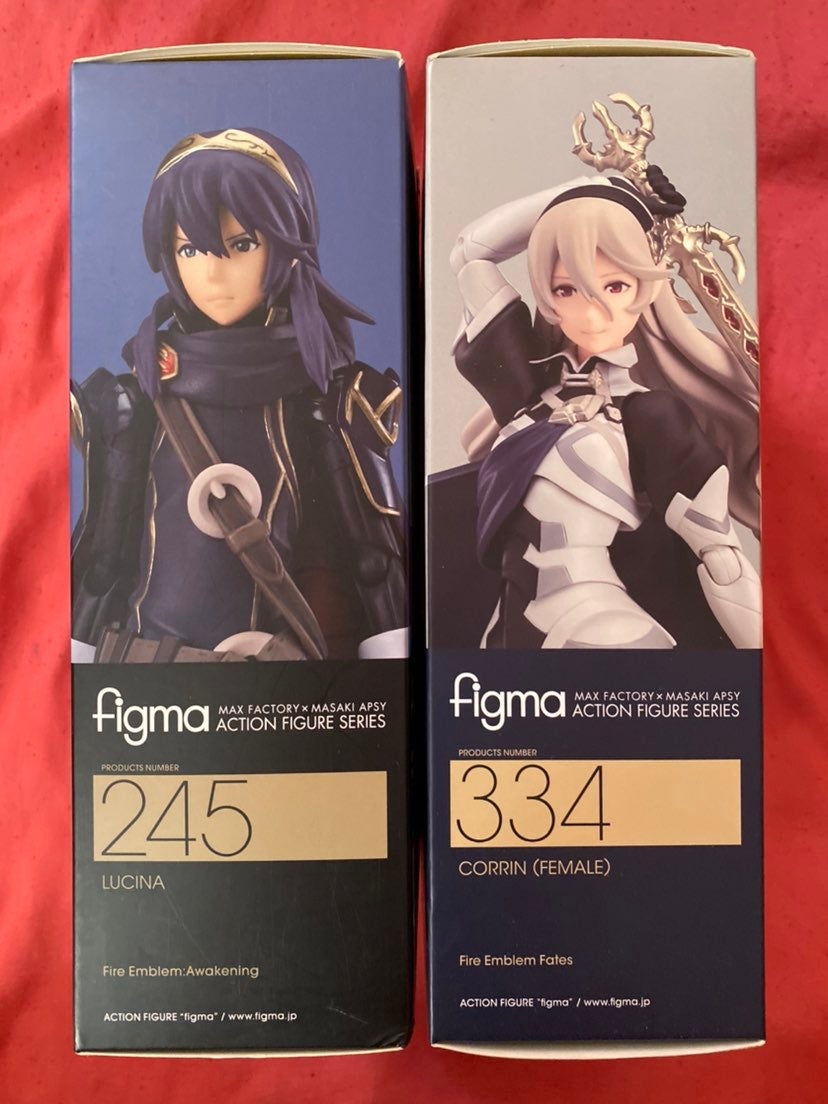 figma
MAX FACTORY×MASAKI APSY
ACTION FIGURE SERIES
PRODUCTS NUMBER
245
LUCINA
Fire Emblem:Awakening
ACTION FIGURE "figma" / www.figma.jp
figma
MAX FACTORY×MASAKI APSY
ACTION FIGURE SERIES
PRODUCTS NUMBER
334
CORRIN (FEMALE)
Fire Emblem Fates
ACTION FIGURE "figma" / www.figma.jp